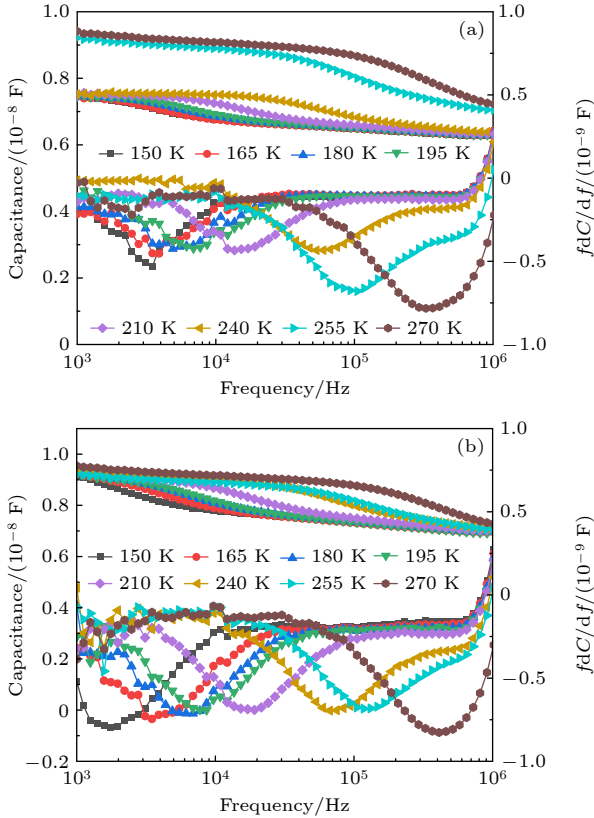 (a)
1.0
0.8
0.6
0.4
0.2
0
Capacitance/(10⁻⁸ F)
1.0
0.5
0
−0.5
−1.0
fdC/df/(10⁻⁹ F)
150 K 165 K 180 K 195 K
210 K 240 K 255 K 270 K
10³ 10⁴ 10⁵ 10⁶
Frequency/Hz
(b)
1.0
0.8
0.6
0.4
0.2
0
−0.2
Capacitance/(10⁻⁸ F)
1.0
0.5
0
−0.5
−1.0
fdC/df/(10⁻⁹ F)
150 K 165 K 180 K 195 K
210 K 240 K 255 K 270 K
10³ 10⁴ 10⁵ 10⁶
Frequency/Hz